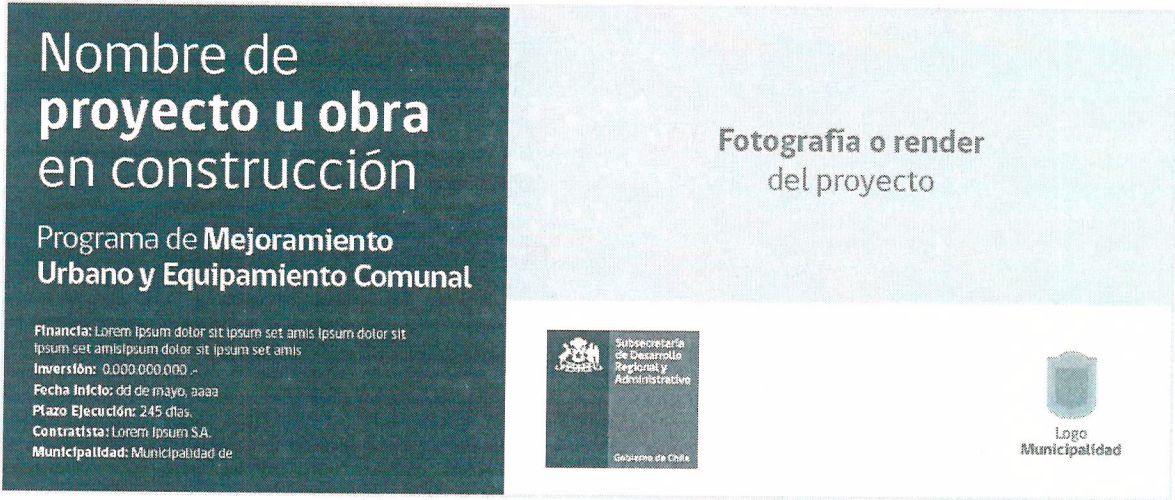 Nombre de
proyecto u obra
en construcción
Programa de Mejoramiento
Urbano y Equipamiento Comunal
Financia: Lorem ipsum dolor sit ipsum set amis ipsum dolor sit
ipsum set amisipsum dolor sit ipsum set amis
Inversión: 0.000.000.000 .-
Fecha Inicio: dd de mayo, aaaa
Plazo Ejecución: 245 días.
Contratista: Lorem Ipsum S.A.
Municipalidad: Municipalidad de
Fotografía o render
del proyecto
Subsecretaría
de Desarrollo
Regional y
Administrativo
Gobierno de Chile
Logo
Municipalidad